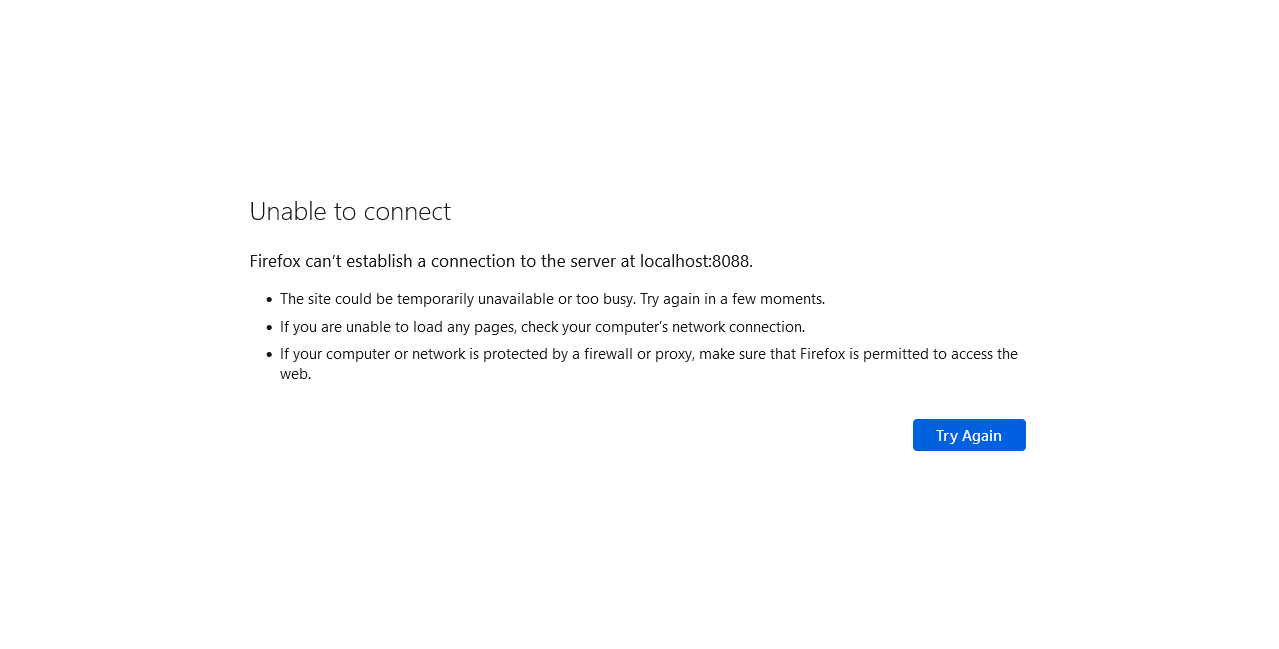 Unable to connect
Firefox can’t establish a connection to the server at localhost:8088.
• The site could be temporarily unavailable or too busy. Try again in a few moments.
• If you are unable to load any pages, check your computer’s network connection.
• If your computer or network is protected by a firewall or proxy, make sure that Firefox is permitted to access the
web.
Try Again